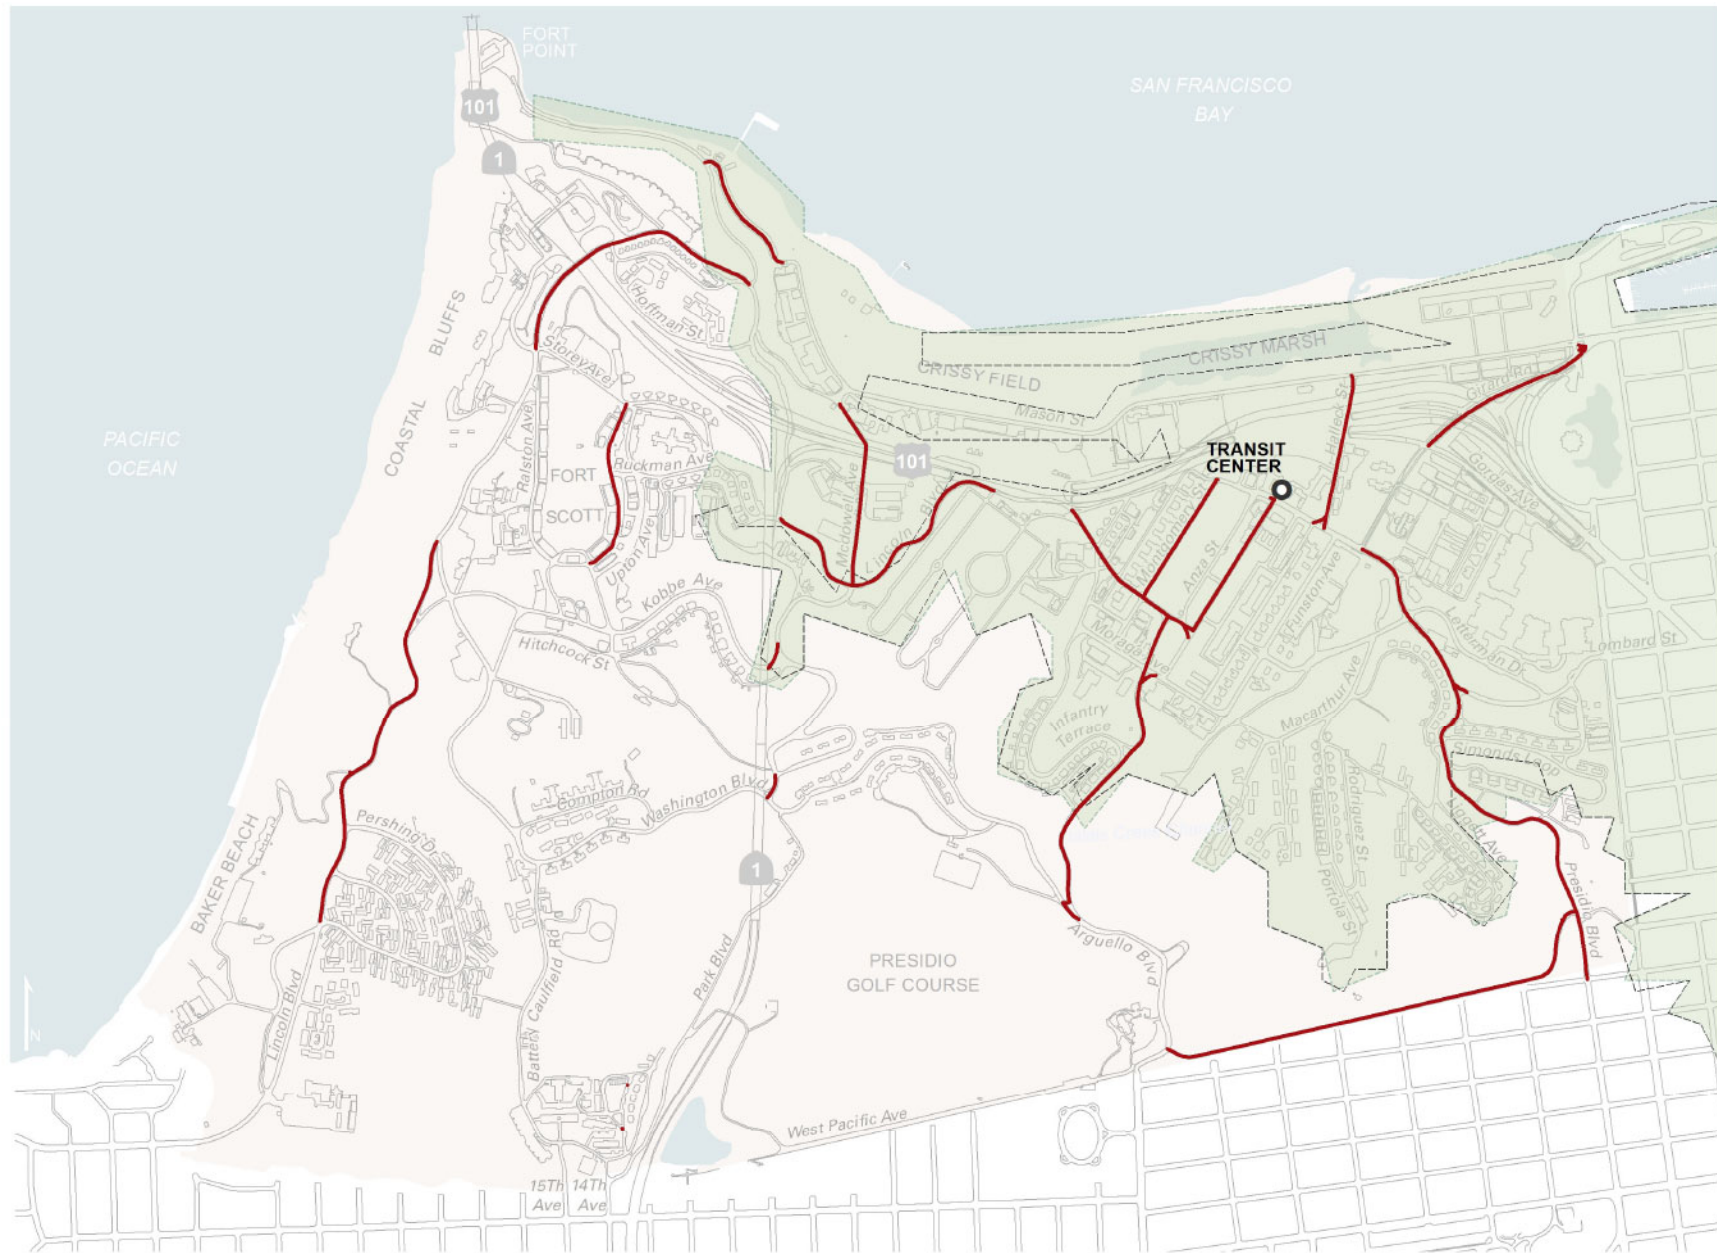 FORT
POINT
SAN FRANCISCO
BAY
101
1
Hoffman St
COASTAL BLUFFS
Storey Ave
CRISSY MARSH
CRISSY FIELD
Girard Rd
Mason St
PACIFIC
OCEAN
Ralston Ave
TRANSIT
CENTER
Halleck St
101
Ruckman Ave
FORT
SCOTT
Mcdowell Ave
Lincoln Blvd
Montgomery
Gorgas Ave
Anza St
Upton Ave
Kobbe Ave
Funston Ave
Letterman Dr
Lombard St
Hitchcock St
Moraga Ave
Macarthur Ave
Infantry
Terrace
Simonds Loop
Compton Rd
Washington Blvd
Rodriguez St
Pershing D
BAKER BEACH
1
Portola St
Presidio Blvd
Battery Caulfield Rd
Park Blvd
Arguello Blvd
PRESIDIO
GOLF COURSE
Lincoln Blvd
N
3
West Pacific Ave
15Th 14Th
Ave Ave